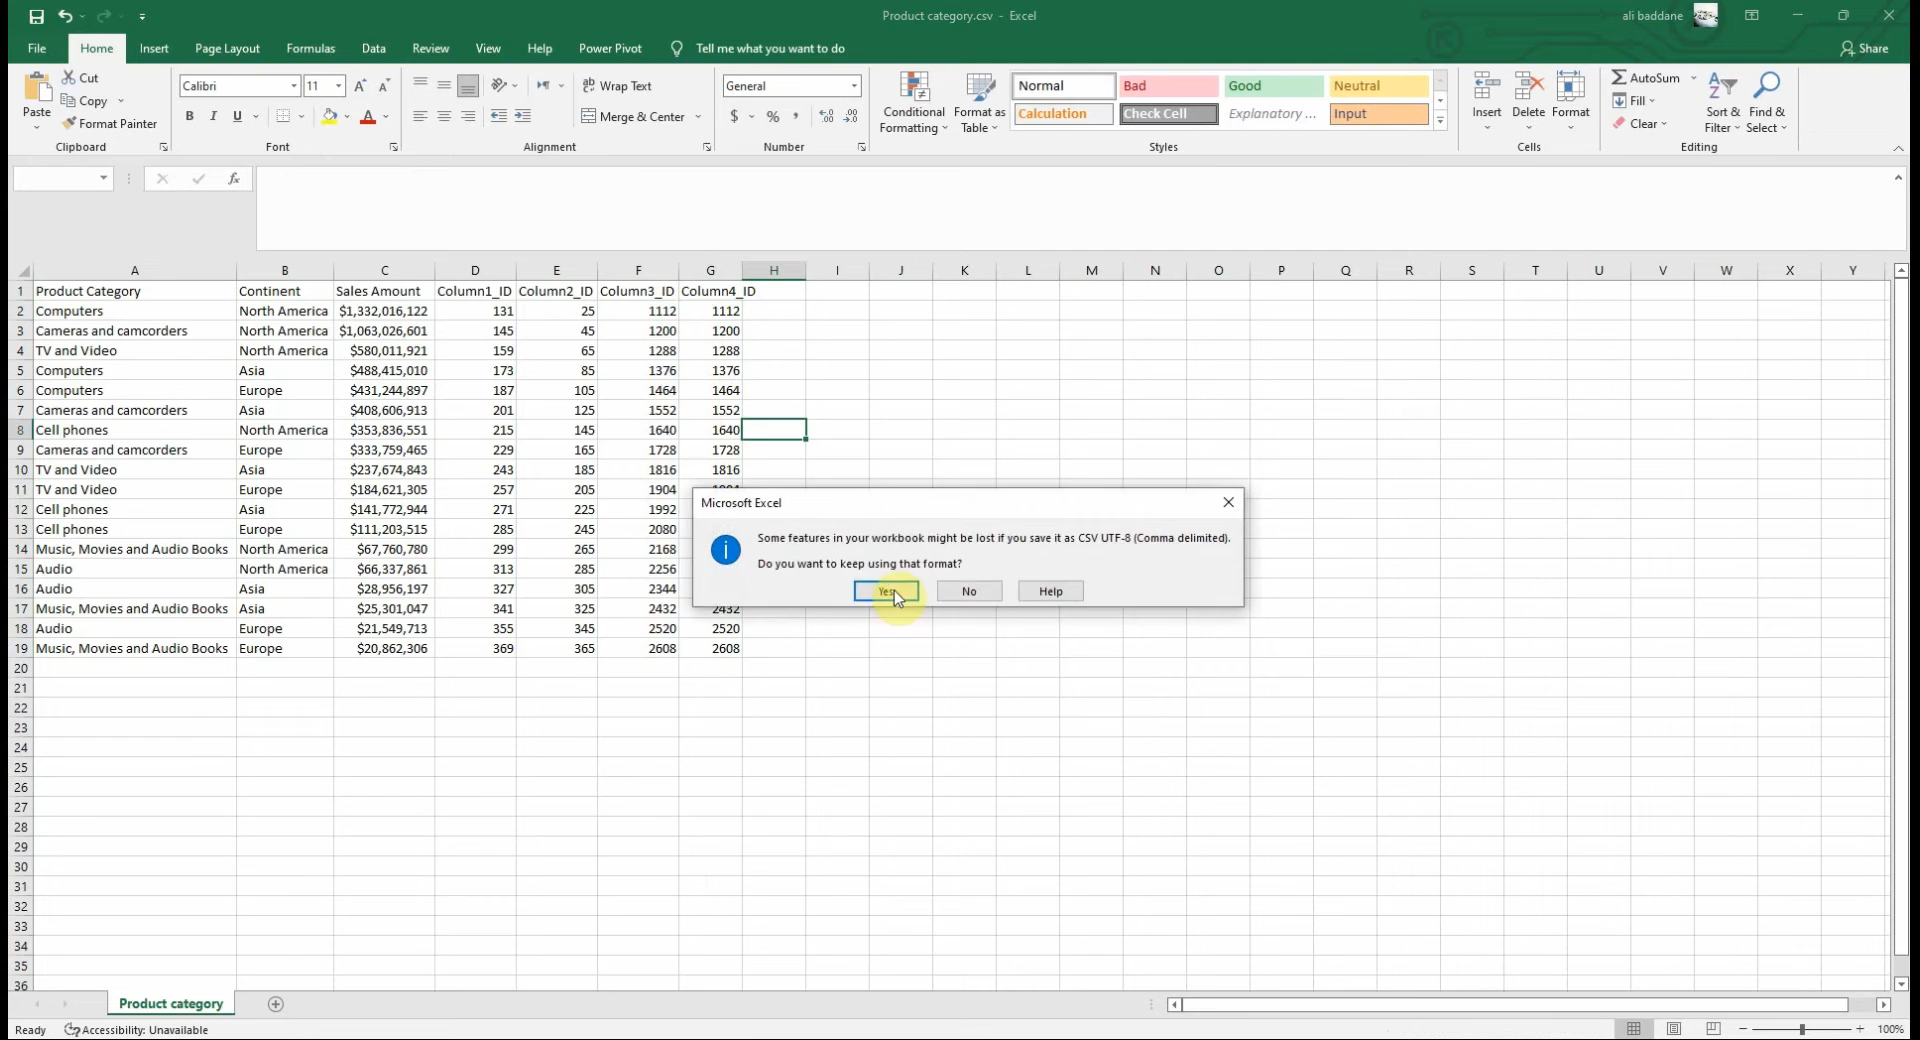 Product category.csv - Excel
ali baddane
File Home Insert Page Layout Formulas Data Review View Help Power Pivot Tell me what you want to do Share
Paste
Cut
Copy
Format Painter
Clipboard
Calibri 11
B I U
Font
Wrap Text
Merge & Center
Alignment
General
$ % ,
Number
Conditional Formatting
Format as Table
Normal Bad Good Neutral
Calculation Check Cell Explanatory ... Input
Styles
Insert Delete Format
Cells
AutoSum
Fill
Clear
Sort & Filter
Find & Select
Editing
fx
A B C D E F G H I J K L M N O P Q R S T U V W X Y
1 Product Category Continent Sales Amount Column1_ID Column2_ID Column3_ID Column4_ID
2 Computers North America $1,332,016,122 131 25 1112 1112
3 Cameras and camcorders North America $1,063,026,601 145 45 1200 1200
4 TV and Video North America $580,011,921 159 65 1288 1288
5 Computers Asia $488,415,010 173 85 1376 1376
6 Computers Europe $431,244,897 187 105 1464 1464
7 Cameras and camcorders Asia $408,606,913 201 125 1552 1552
8 Cell phones North America $353,836,551 215 145 1640 1640
9 Cameras and camcorders Europe $333,759,465 229 165 1728 1728
10 TV and Video Asia $237,674,843 243 185 1816 1816
11 TV and Video Europe $184,621,305 257 205 1904
12 Cell phones Asia $141,772,944 271 225 1992
13 Cell phones Europe $111,203,515 285 245 2080
14 Music, Movies and Audio Books North America $67,760,780 299 265 2168
15 Audio North America $66,337,861 313 285 2256
16 Audio Asia $28,956,197 327 305 2344
17 Music, Movies and Audio Books Asia $25,301,047 341 325 2432 2432
18 Audio Europe $21,549,713 355 345 2520 2520
19 Music, Movies and Audio Books Europe $20,862,306 369 365 2608 2608
20
21
22
23
24
25
26
27
28
29
30
31
32
33
34
35
36
Microsoft Excel
Some features in your workbook might be lost if you save it as CSV UTF-8 (Comma delimited).
Do you want to keep using that format?
Yes No Help
Product category
Ready Accessibility: Unavailable
100%